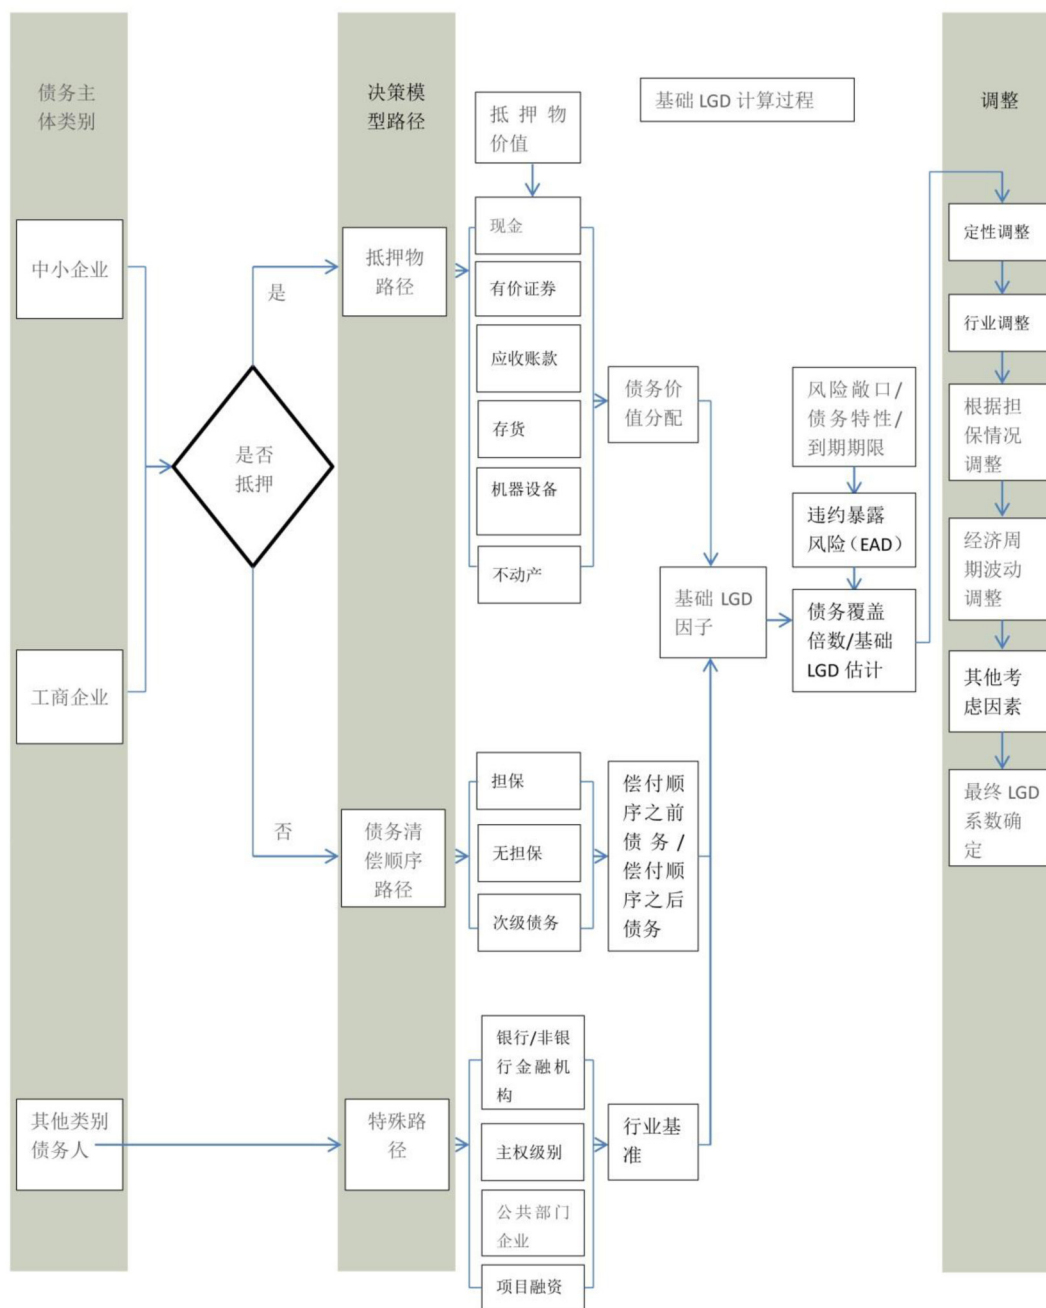 债务主
体类别
决策模
型路径
抵押物
价值
基础 LGD 计算过程
调整
中小企业
是
抵押物
路径
现金
有价证券
应收账款
存货
机器设备
不动产
是否
抵押
债务价
值分配
风险敞口/
债务特性/
到期期限
违约暴露
风险（EAD）
基础 LGD
因子
债务覆盖
倍数/基础
LGD 估计
定性调整
行业调整
根据担
保情况
调整
经济周
期波动
调整
其他考
虑因素
最终 LGD
系数确
定
工商企业
否
债务清
偿顺序
路径
担保
无担保
次级债务
偿付顺
序之前
债务/
偿付顺
序之后
债务
其他类别
债务人
特殊路
径
银行/非银
行金融机
构
主权级别
公共部门
企业
项目融资
行业基
准